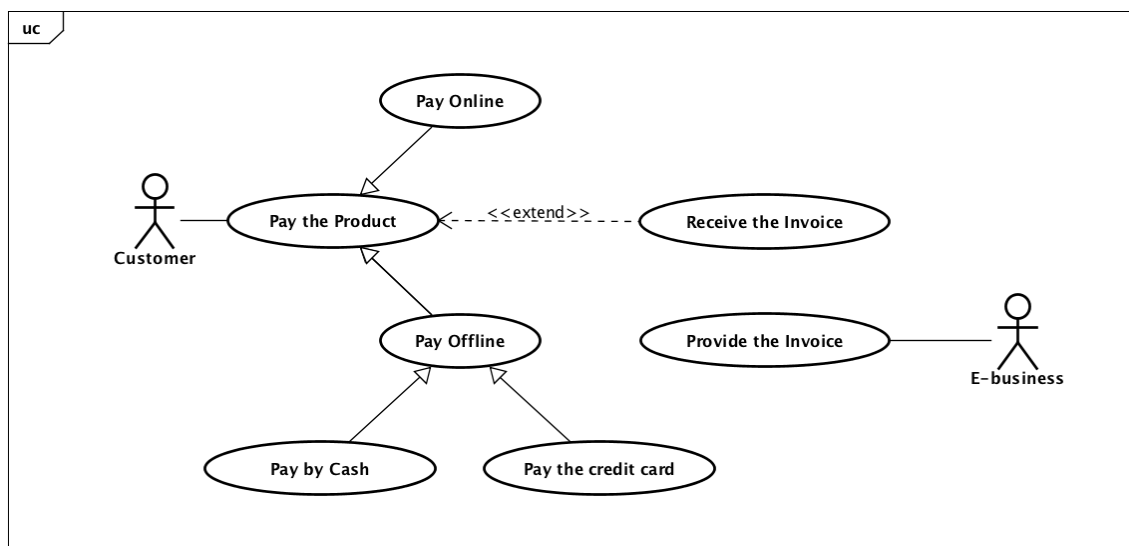 uc
Pay Online
Pay the Product
<<extend>>
Receive the Invoice
Customer
Pay Offline
Provide the Invoice
E-business
Pay by Cash
Pay the credit card